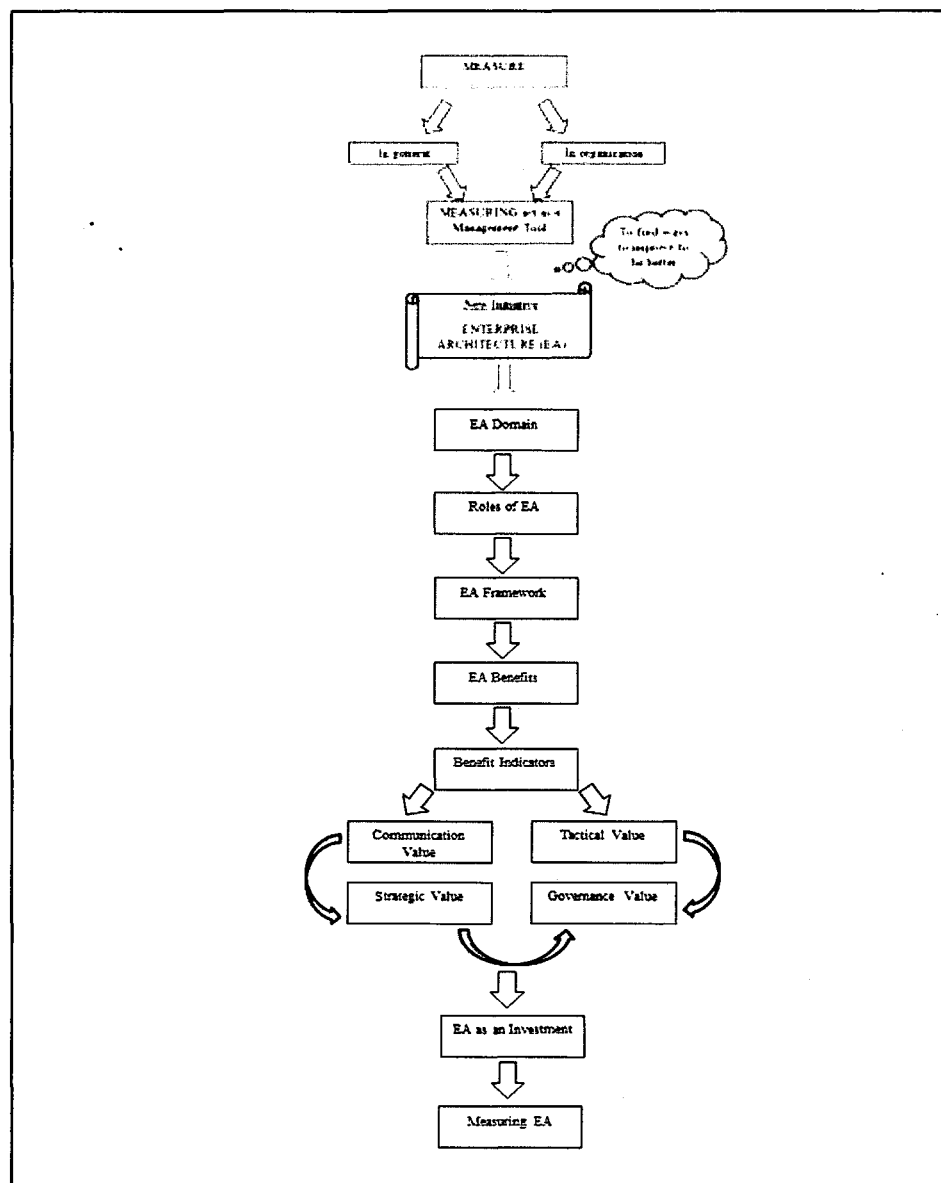 MEASURE
In general
In organization
MEASURING as a
Management Tool
To find ways
to improve
be better
New Initiative
ENTERPRISE
ARCHITECTURE (EA)
EA Domain
Roles of EA
EA Framework
EA Benefits
Benefit Indicators
Communication
Value
Tactical Value
Strategic Value
Governance Value
EA as an Investment
Measuring EA